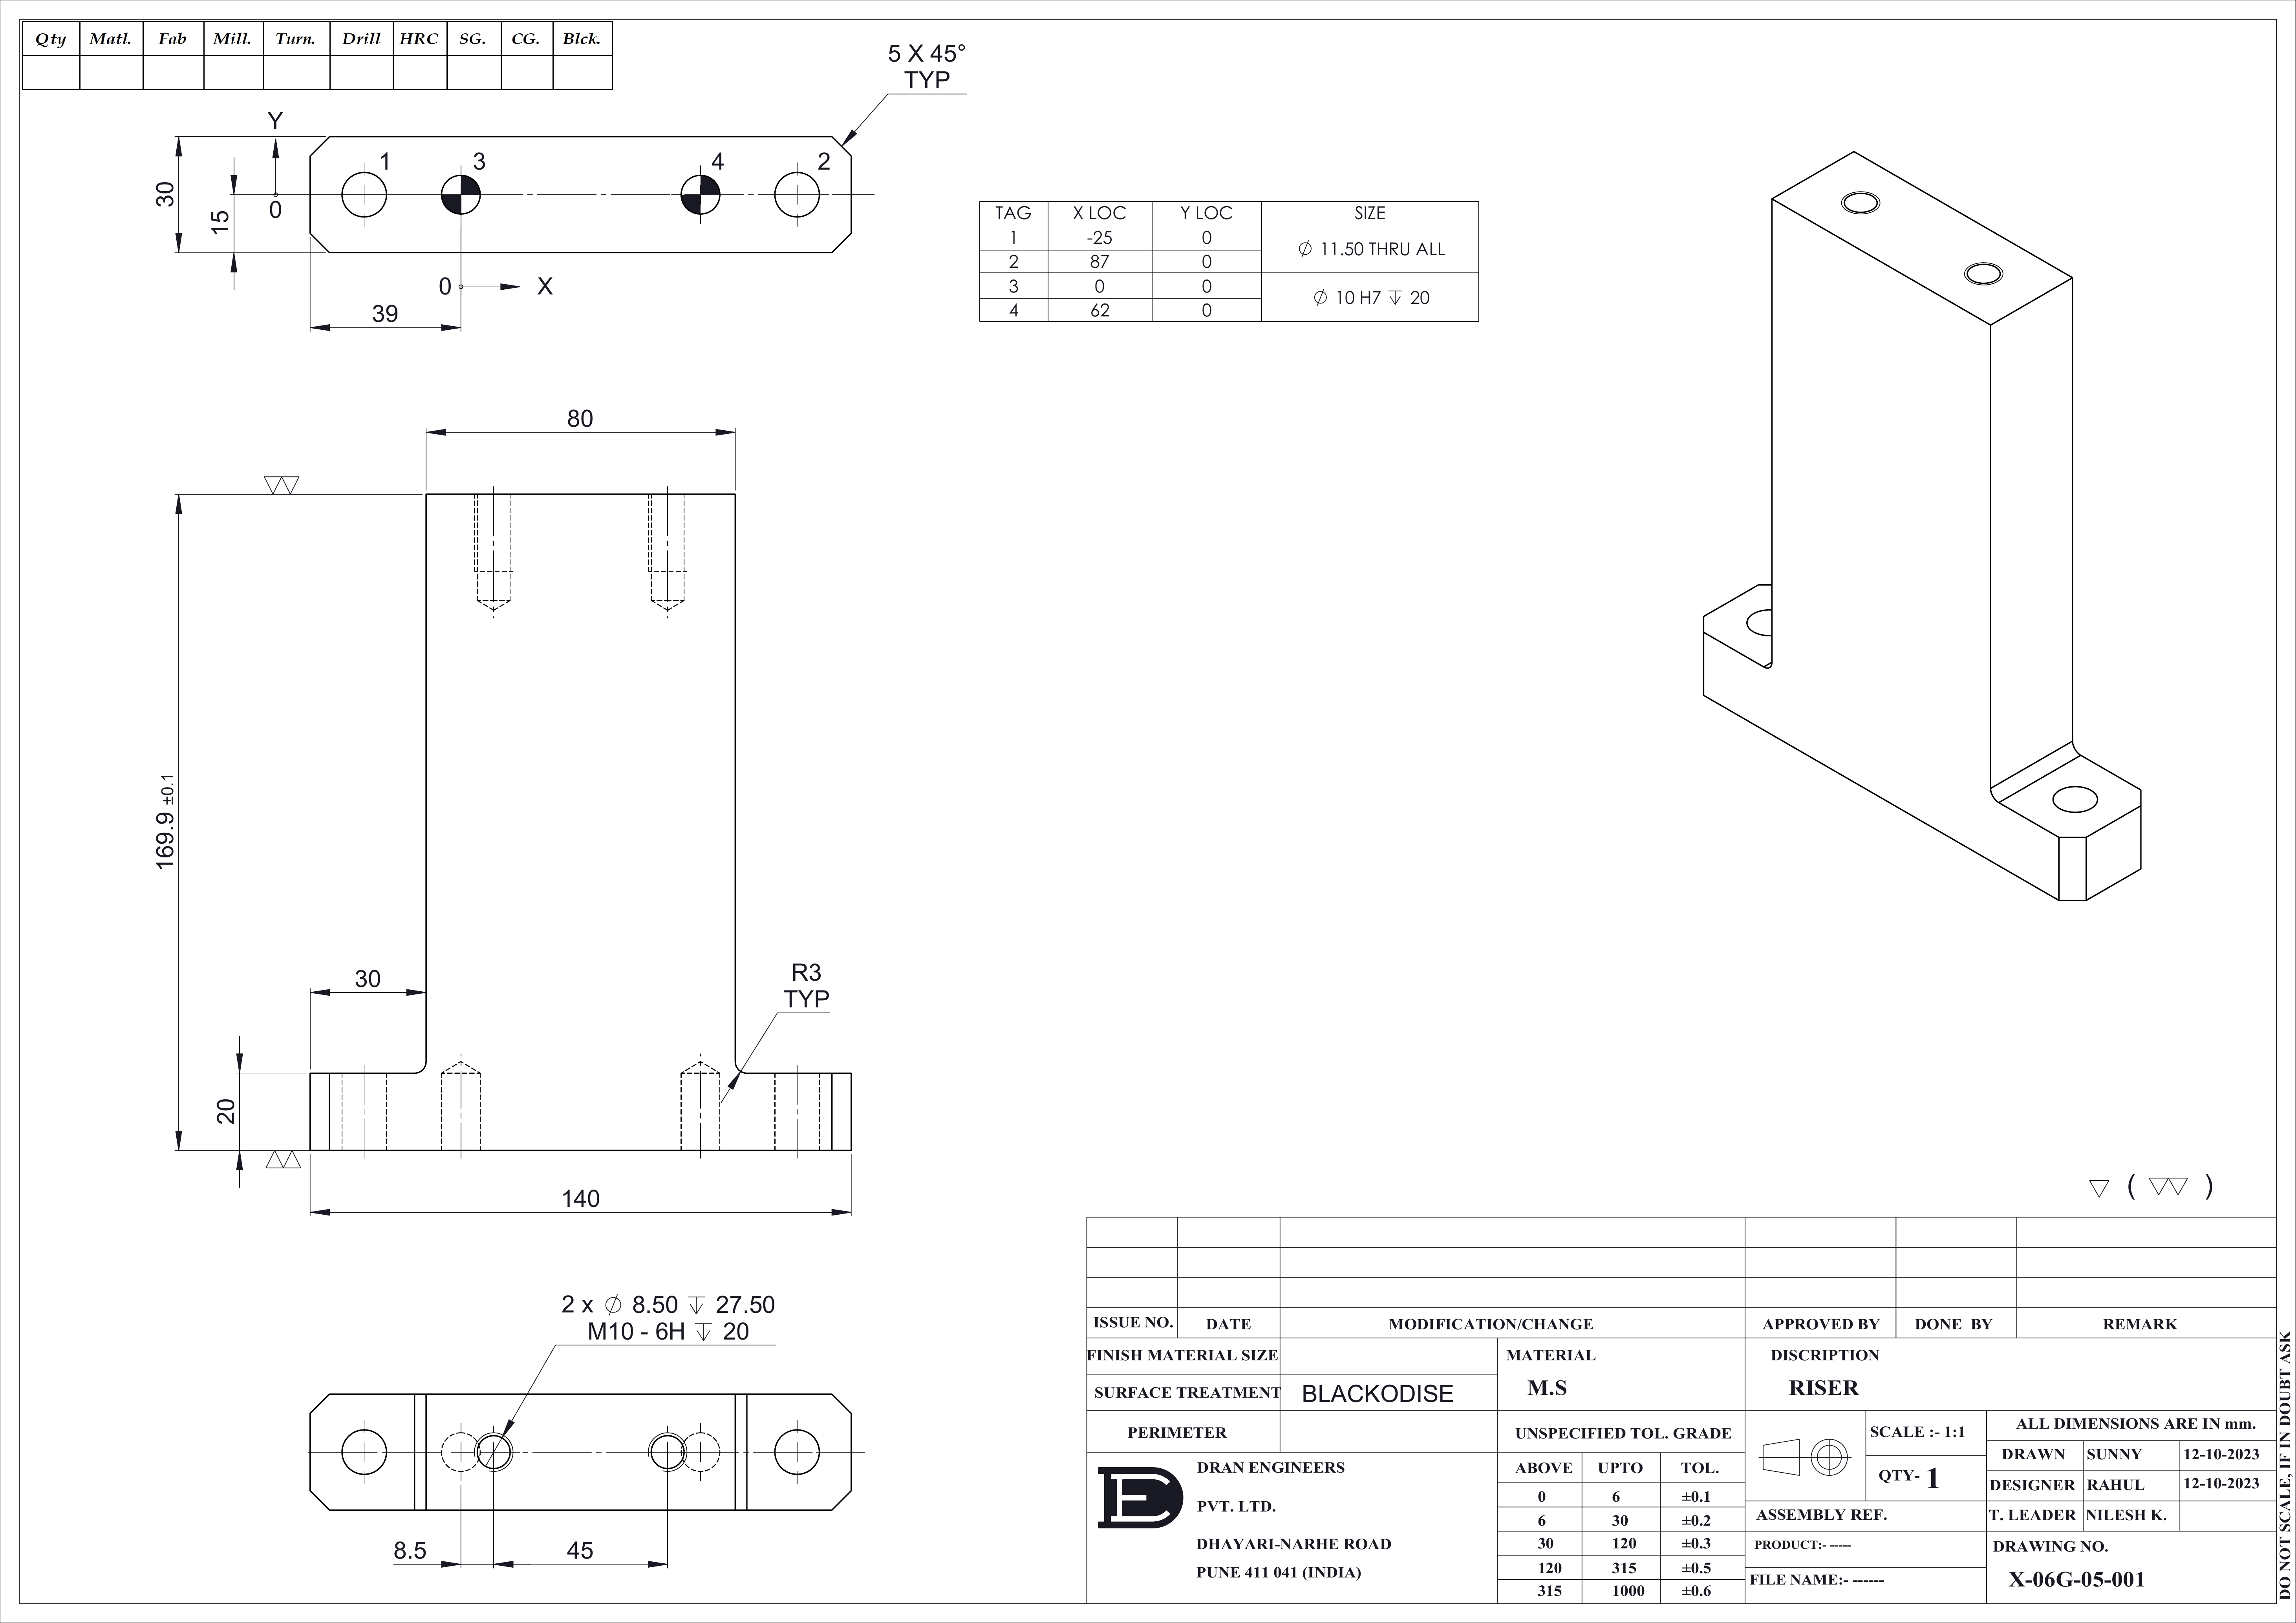 Qty Matl. Fab Mill. Turn. Drill HRC SG. CG. Blck.
5 X 45°
TYP
Y
1 3 4 2
30
15
0
0 X
39
TAG X LOC Y LOC SIZE
1 -25 0 ∅ 11.50 THRU ALL
2 87 0
3 0 0 ∅ 10 H7 ↧ 20
4 62 0
80
169.9 ±0.1
30
R3
TYP
20
140
2 x ∅ 8.50 ↧ 27.50
M10 - 6H ↧ 20
8.5 45
( )
ISSUE NO. DATE MODIFICATION/CHANGE APPROVED BY DONE BY REMARK
FINISH MATERIAL SIZE MATERIAL DISCRIPTION
SURFACE TREATMENT BLACKODISE M.S RISER
PERIMETER UNSPECIFIED TOL. GRADE
SCALE :- 1:1 ALL DIMENSIONS ARE IN mm.
QTY- 1
DRAWN SUNNY 12-10-2023
DESIGNER RAHUL 12-10-2023
T. LEADER NILESH K.
DE
DRAN ENGINEERS
PVT. LTD.
DHAYARI-NARHE ROAD
PUNE 411 041 (INDIA)
ABOVE UPTO TOL.
0 6 ±0.1
6 30 ±0.2
30 120 ±0.3
120 315 ±0.5
315 1000 ±0.6
ASSEMBLY REF.
PRODUCT:- -----
FILE NAME:- ------
DRAWING NO.
X-06G-05-001
DO NOT SCALE, IF IN DOUBT ASK